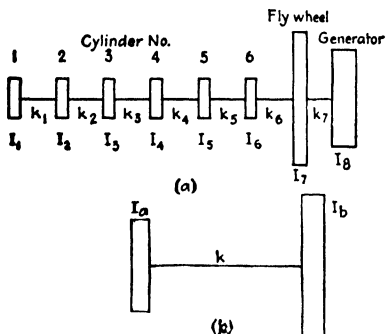 Fly wheel
Cylinder No.
Generator
1 2 3 4 5 6
k1 k2 k3 k4 k5 k6 k7
I1 I2 I3 I4 I5 I6 I7 I8
(a)
Ia Ib
k
(b)